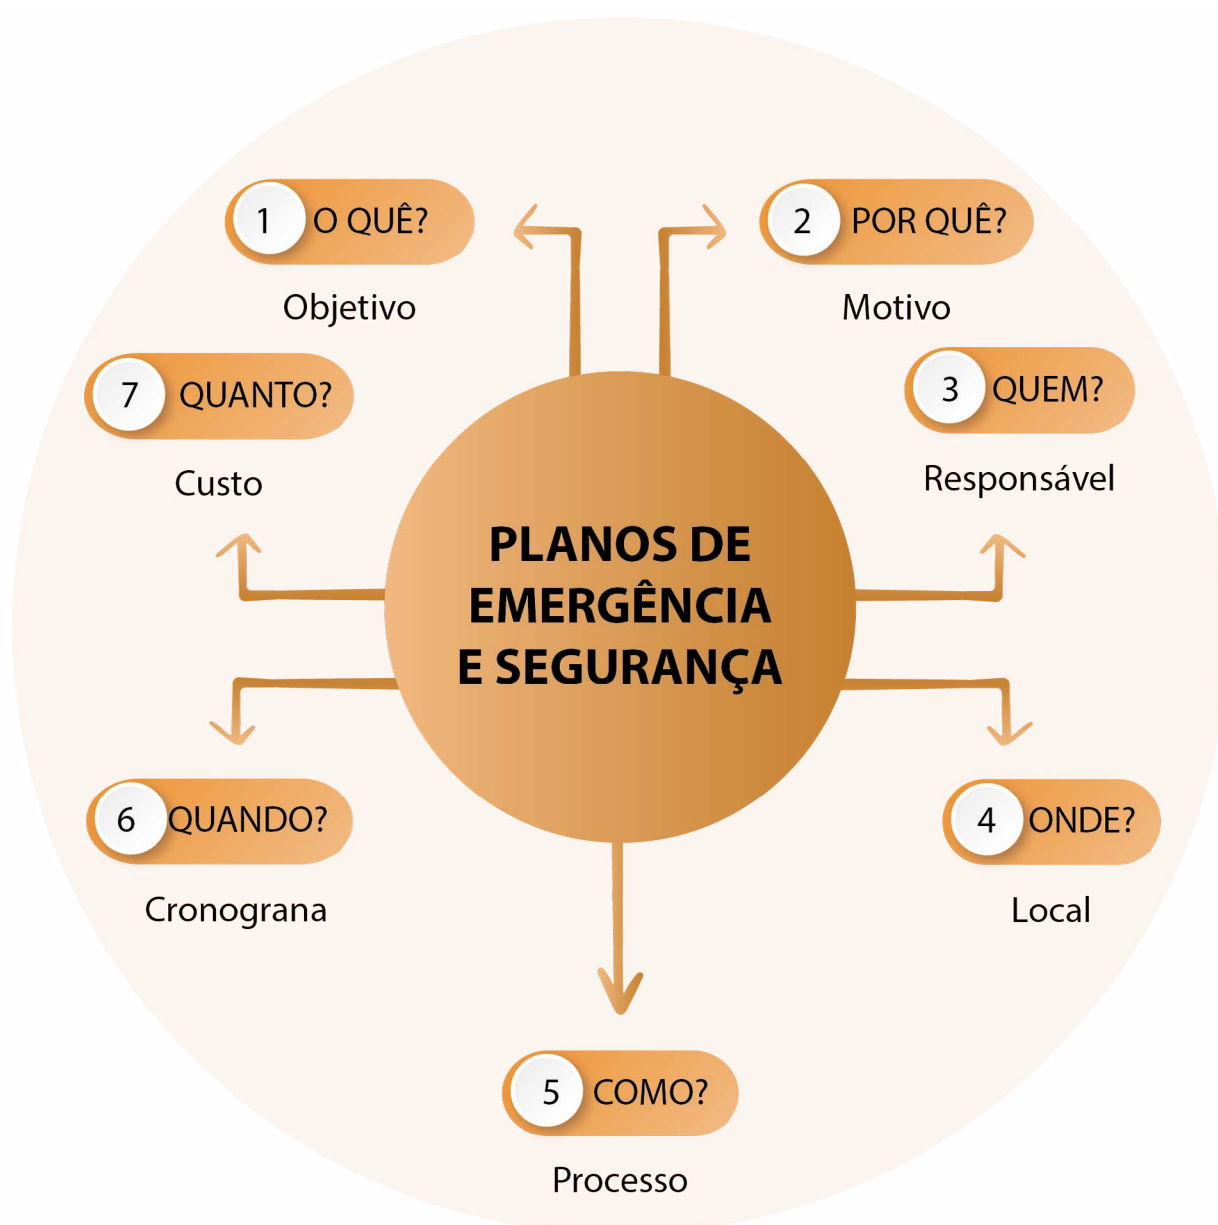 1 O QUÊ?
Objetivo
2 POR QUÊ?
Motivo
3 QUEM?
Responsável
4 ONDE?
Local
5 COMO?
Processo
6 QUANDO?
Cronograna
7 QUANTO?
Custo
PLANOS DE
EMERGÊNCIA
E SEGURANÇA